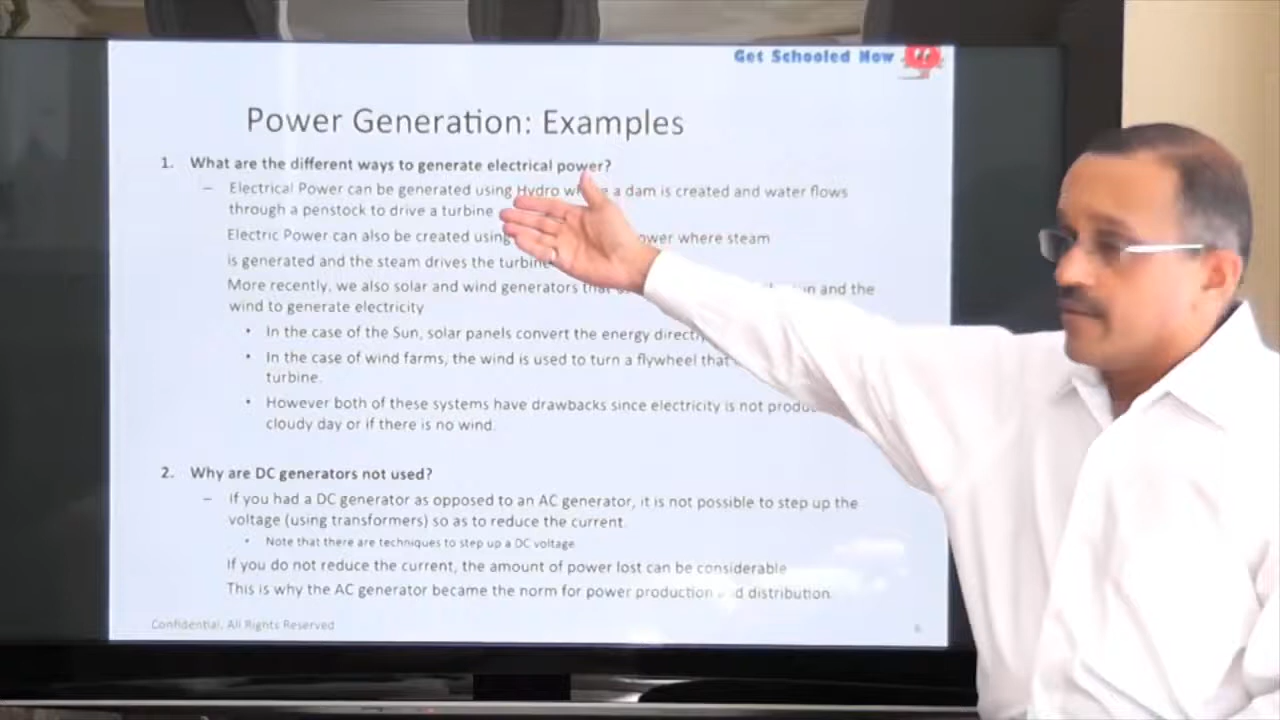 Get Schooled Now
Power Generation: Examples
1. What are the different ways to generate electrical power?
– Electrical Power can be generated using Hydro a dam is created and water flows
through a penstock to drive a turbine
Electric Power can also be created using where steam
is generated and the steam drives the turbine
More recently, we also solar and wind generators and the
wind to generate electricity
• In the case of the Sun, solar panels convert the energy directly
• In the case of wind farms, the wind is used to turn a flywheel that
turbine.
• However both of these systems have drawbacks since electricity is not
cloudy day or if there is no wind.
2. Why are DC generators not used?
– If you had a DC generator as opposed to an AC generator, it is not possible to step up the
voltage (using transformers) so as to reduce the current.
• Note that there are techniques to step up a DC voltage
If you do not reduce the current, the amount of power lost can be considerable
This is why the AC generator became the norm for power production and distribution.
Confidential, All Rights Reserved
6